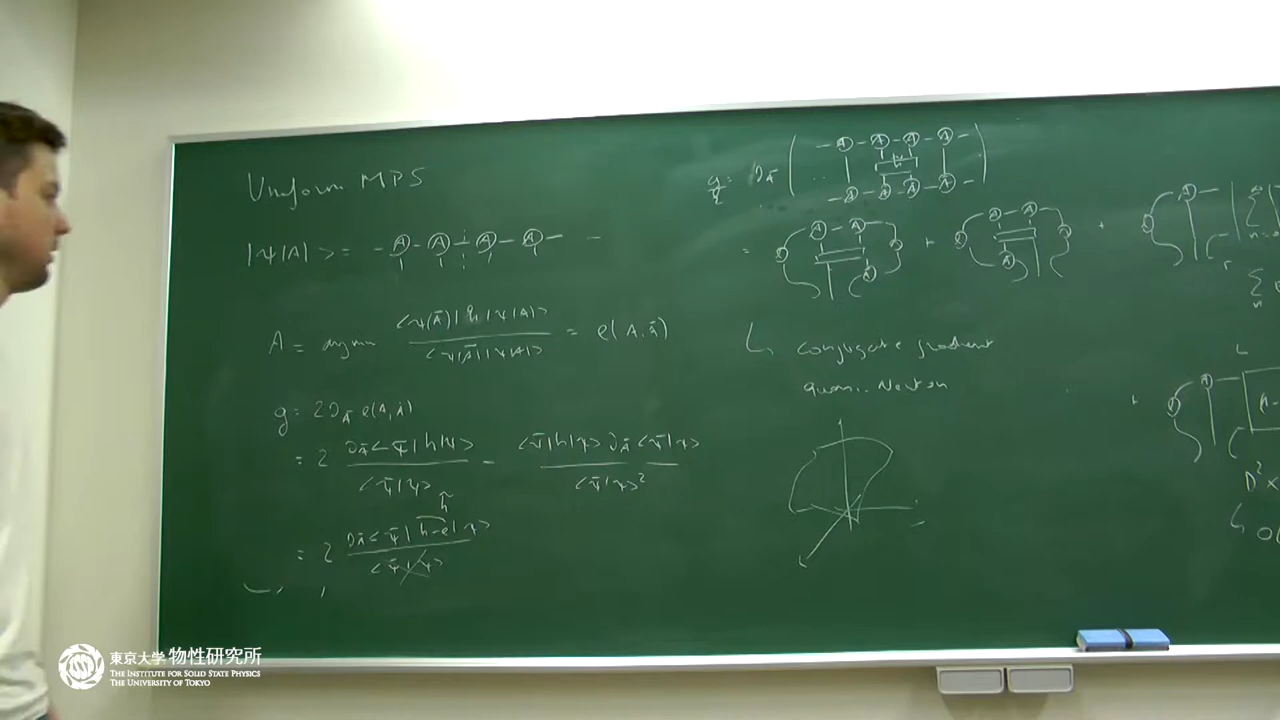 Uniform MPS
|ψ(A)> = - A - A - A - A - -
A = argmin <ψ(Ā)|h|ψ(A)> / <ψ(Ā)|ψ(A)> = e(A, Ā)
g = 2∂Ā e(A, Ā)
= 2 ∂Ā<ψ̄|h|ψ> / <ψ̄|ψ> - <ψ̄|h|ψ> ∂Ā<ψ̄|ψ> / <ψ̄|ψ>²
h̃
= 2 ∂Ā<ψ̄|h-e|ψ> / <ψ̄|ψ>
g/2 = ∂Ā ( ... - A - A - A - A - )
= + +
conjugate gradient
quasi-Newton
L
D² ×
東京大学 物性研究所
THE INSTITUTE FOR SOLID STATE PHYSICS
THE UNIVERSITY OF TOKYO